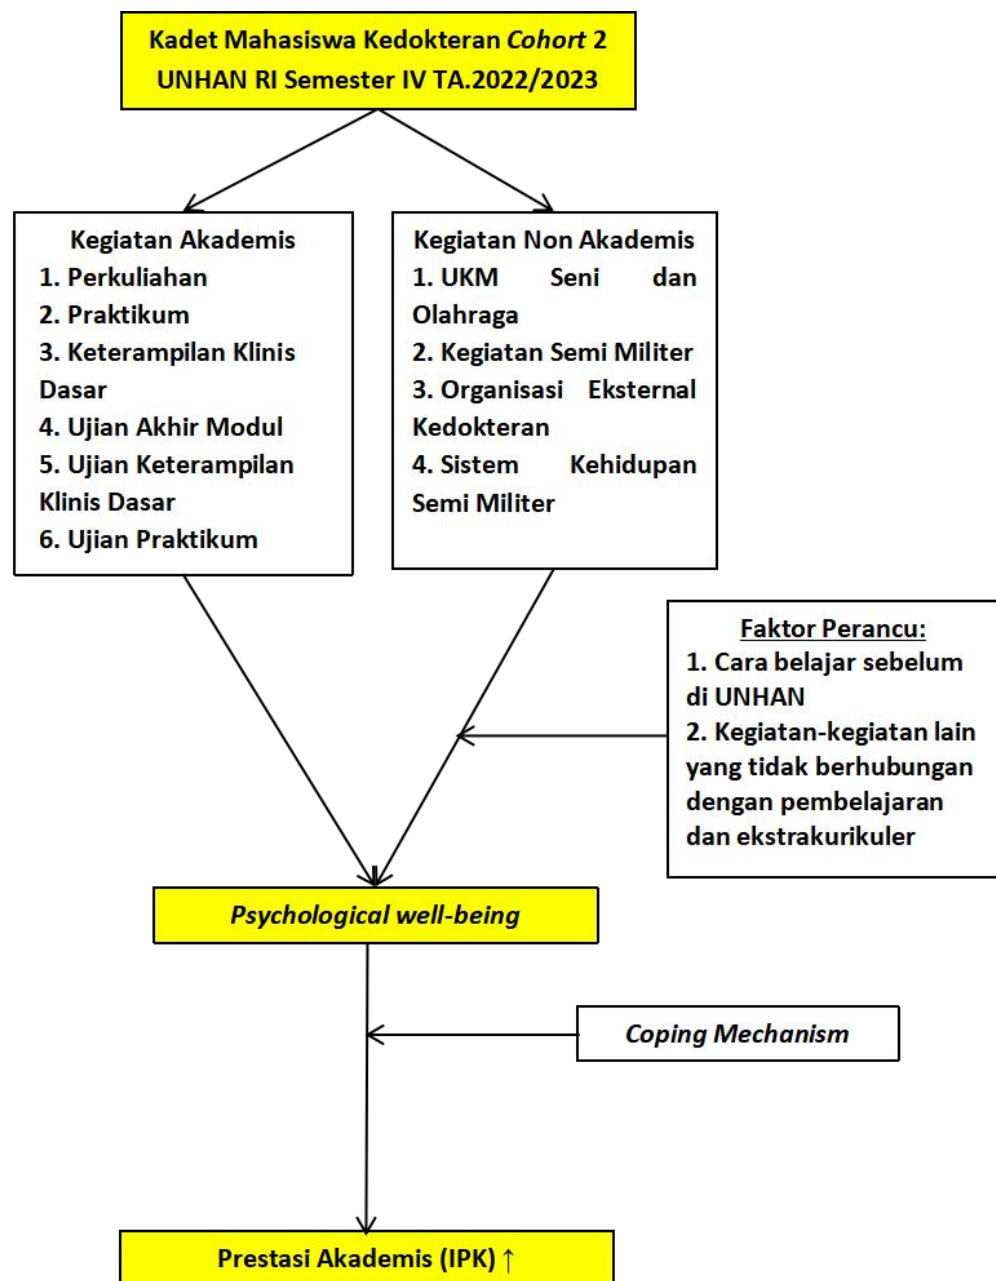 Kadet Mahasiswa Kedokteran Cohort 2
UNHAN RI Semester IV TA.2022/2023
Kegiatan Akademis
1. Perkuliahan
2. Praktikum
3. Keterampilan Klinis
Dasar
4. Ujian Akhir Modul
5. Ujian Keterampilan
Klinis Dasar
6. Ujian Praktikum
Kegiatan Non Akademis
1. UKM Seni dan
Olahraga
2. Kegiatan Semi Militer
3. Organisasi Eksternal
Kedokteran
4. Sistem Kehidupan
Semi Militer
Faktor Perancu:
1. Cara belajar sebelum
di UNHAN
2. Kegiatan-kegiatan lain
yang tidak berhubungan
dengan pembelajaran
dan ekstrakurikuler
Psychological well-being
Coping Mechanism
Prestasi Akademis (IPK) ↑